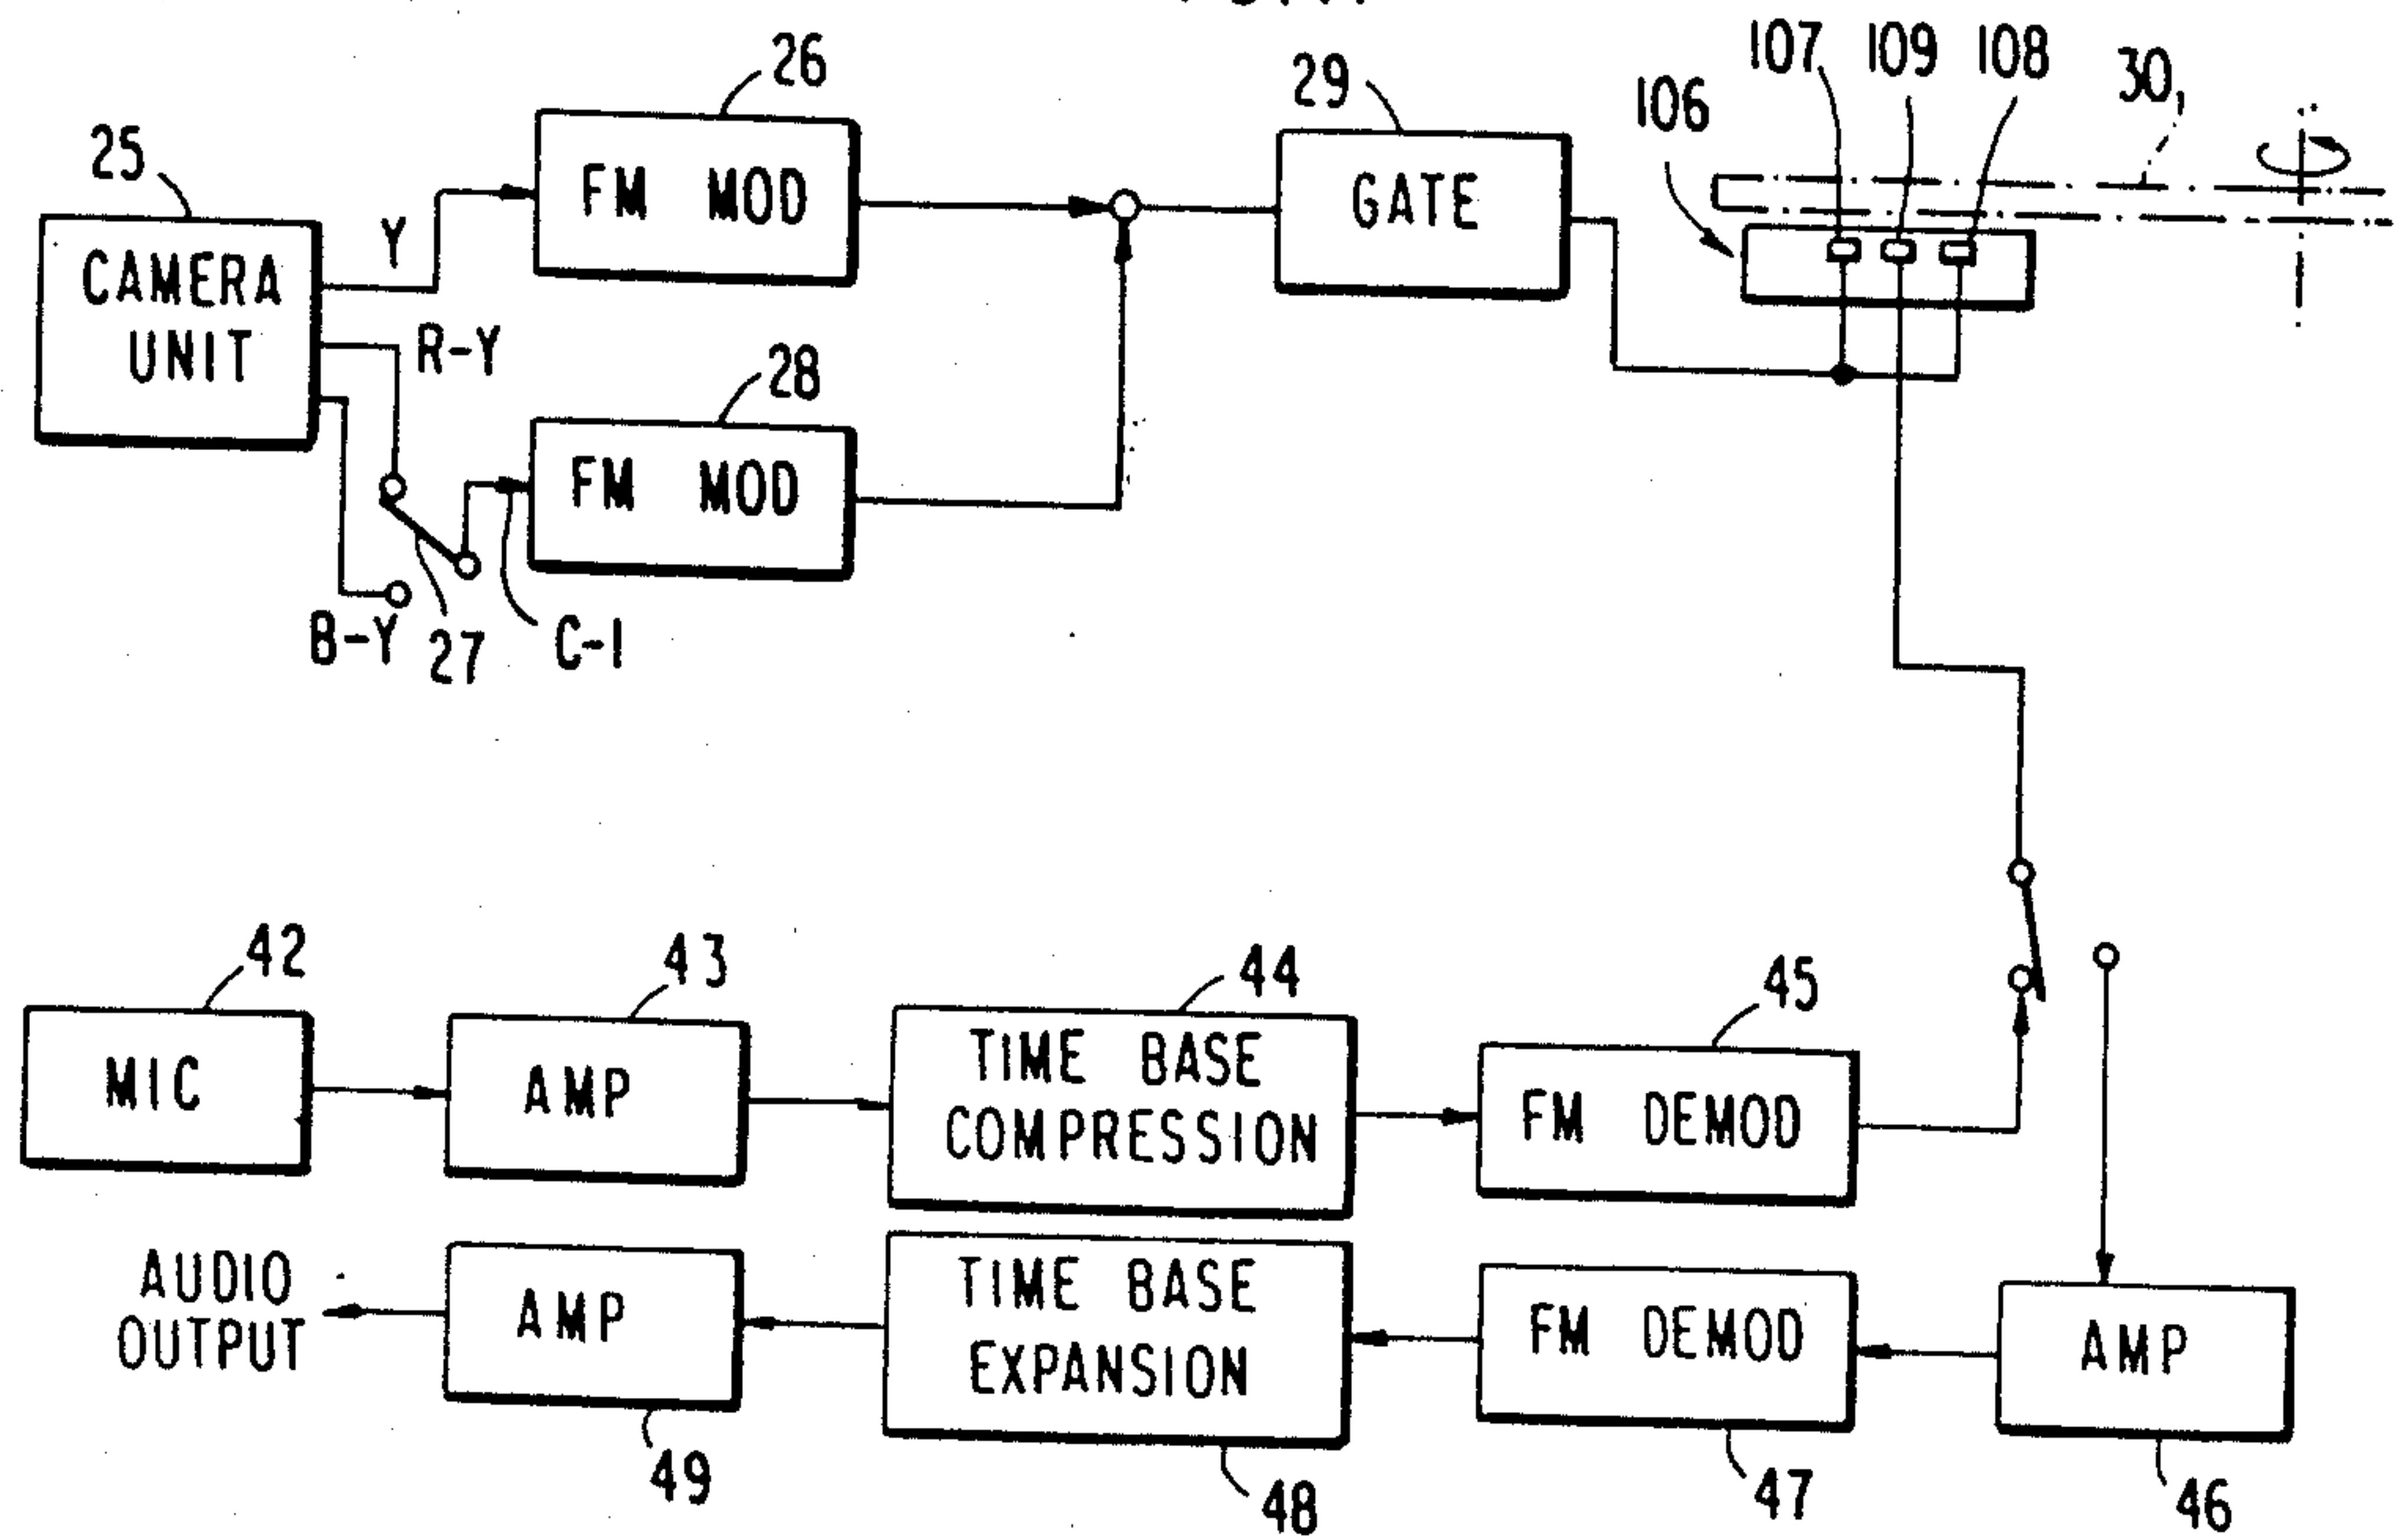 26
107 109 108
30
29
106
25
FM MOD
GATE
Y
CAMERA
UNIT
R-Y
28
FM MOD
B-Y
27
C-1
42
43
44
45
MIC
AMP
TIME BASE
COMPRESSION
FM DEMOD
AUDIO
OUTPUT
AMP
TIME BASE
EXPANSION
FM DEMOD
AMP
49
48
47
46